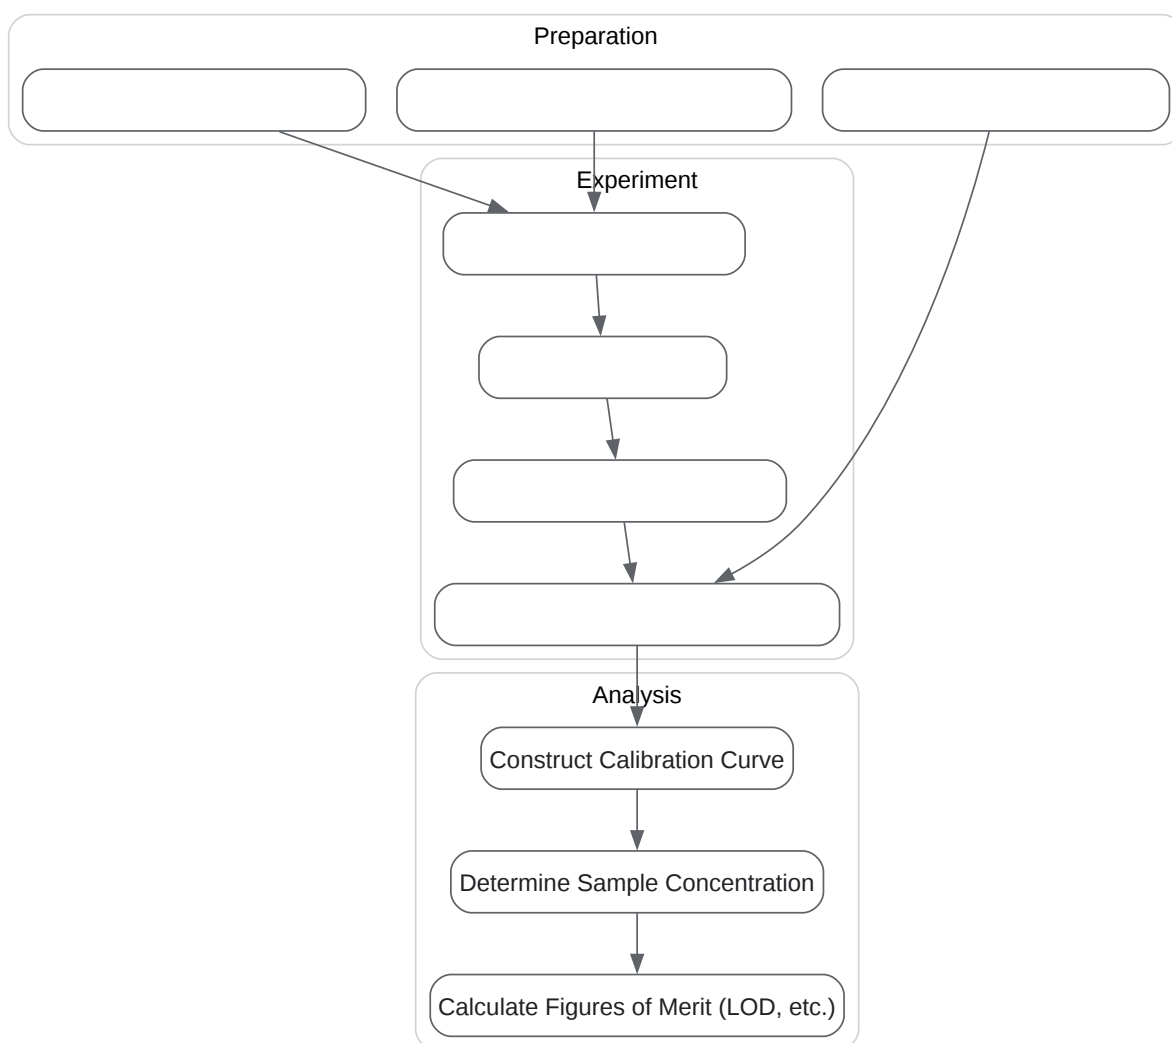 Preparation
Experiment
Analysis
Construct Calibration Curve
Determine Sample Concentration
Calculate Figures of Merit (LOD, etc.)